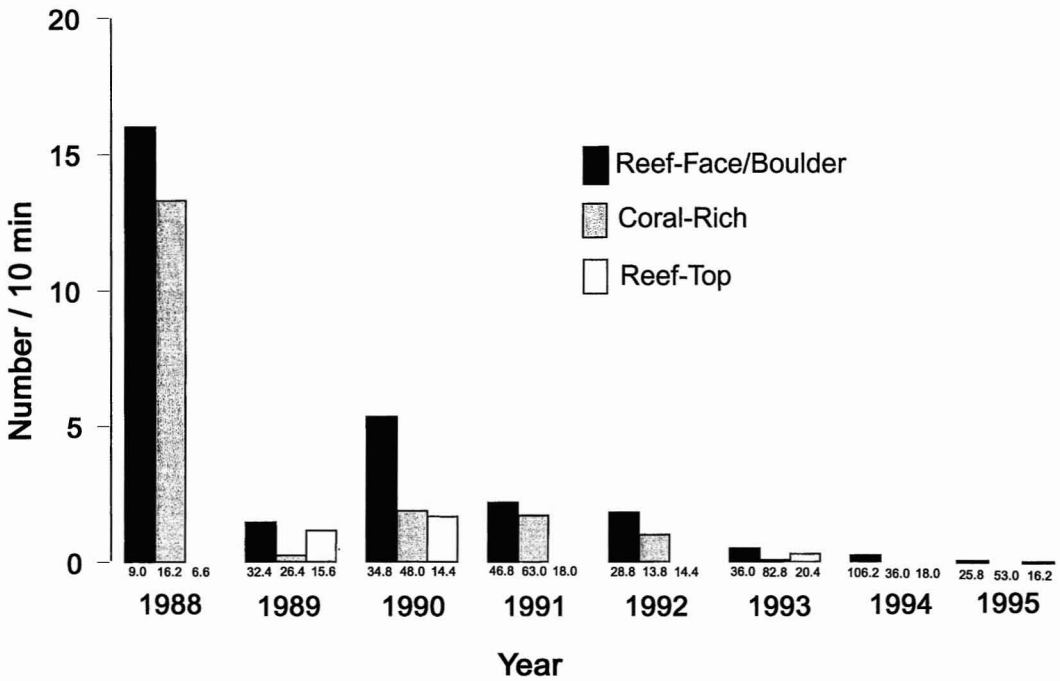 20
15
10
5
0
Number / 10 min
Reef-Face/Boulder
Coral-Rich
Reef-Top
9.0 16.2 6.6
32.4 26.4 15.6
34.8 48.0 14.4
46.8 63.0 18.0
28.8 13.8 14.4
36.0 82.8 20.4
106.2 36.0 18.0
25.8 53.0 16.2
1988 1989 1990 1991 1992 1993 1994 1995
Year